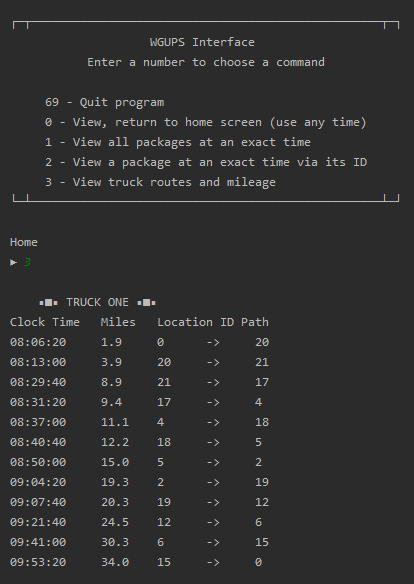 WGUPS Interface
Enter a number to choose a command
69 - Quit program
0 - View, return to home screen (use any time)
1 - View all packages at an exact time
2 - View a package at an exact time via its ID
3 - View truck routes and mileage
Home
► 3
▪■▪ TRUCK ONE ▪■▪
Clock Time Miles Location ID Path
08:06:20 1.9 0 -> 20
08:13:00 3.9 20 -> 21
08:29:40 8.9 21 -> 17
08:31:20 9.4 17 -> 4
08:37:00 11.1 4 -> 18
08:40:40 12.2 18 -> 5
08:50:00 15.0 5 -> 2
09:04:20 19.3 2 -> 19
09:07:40 20.3 19 -> 12
09:21:40 24.5 12 -> 6
09:41:00 30.3 6 -> 15
09:53:20 34.0 15 -> 0